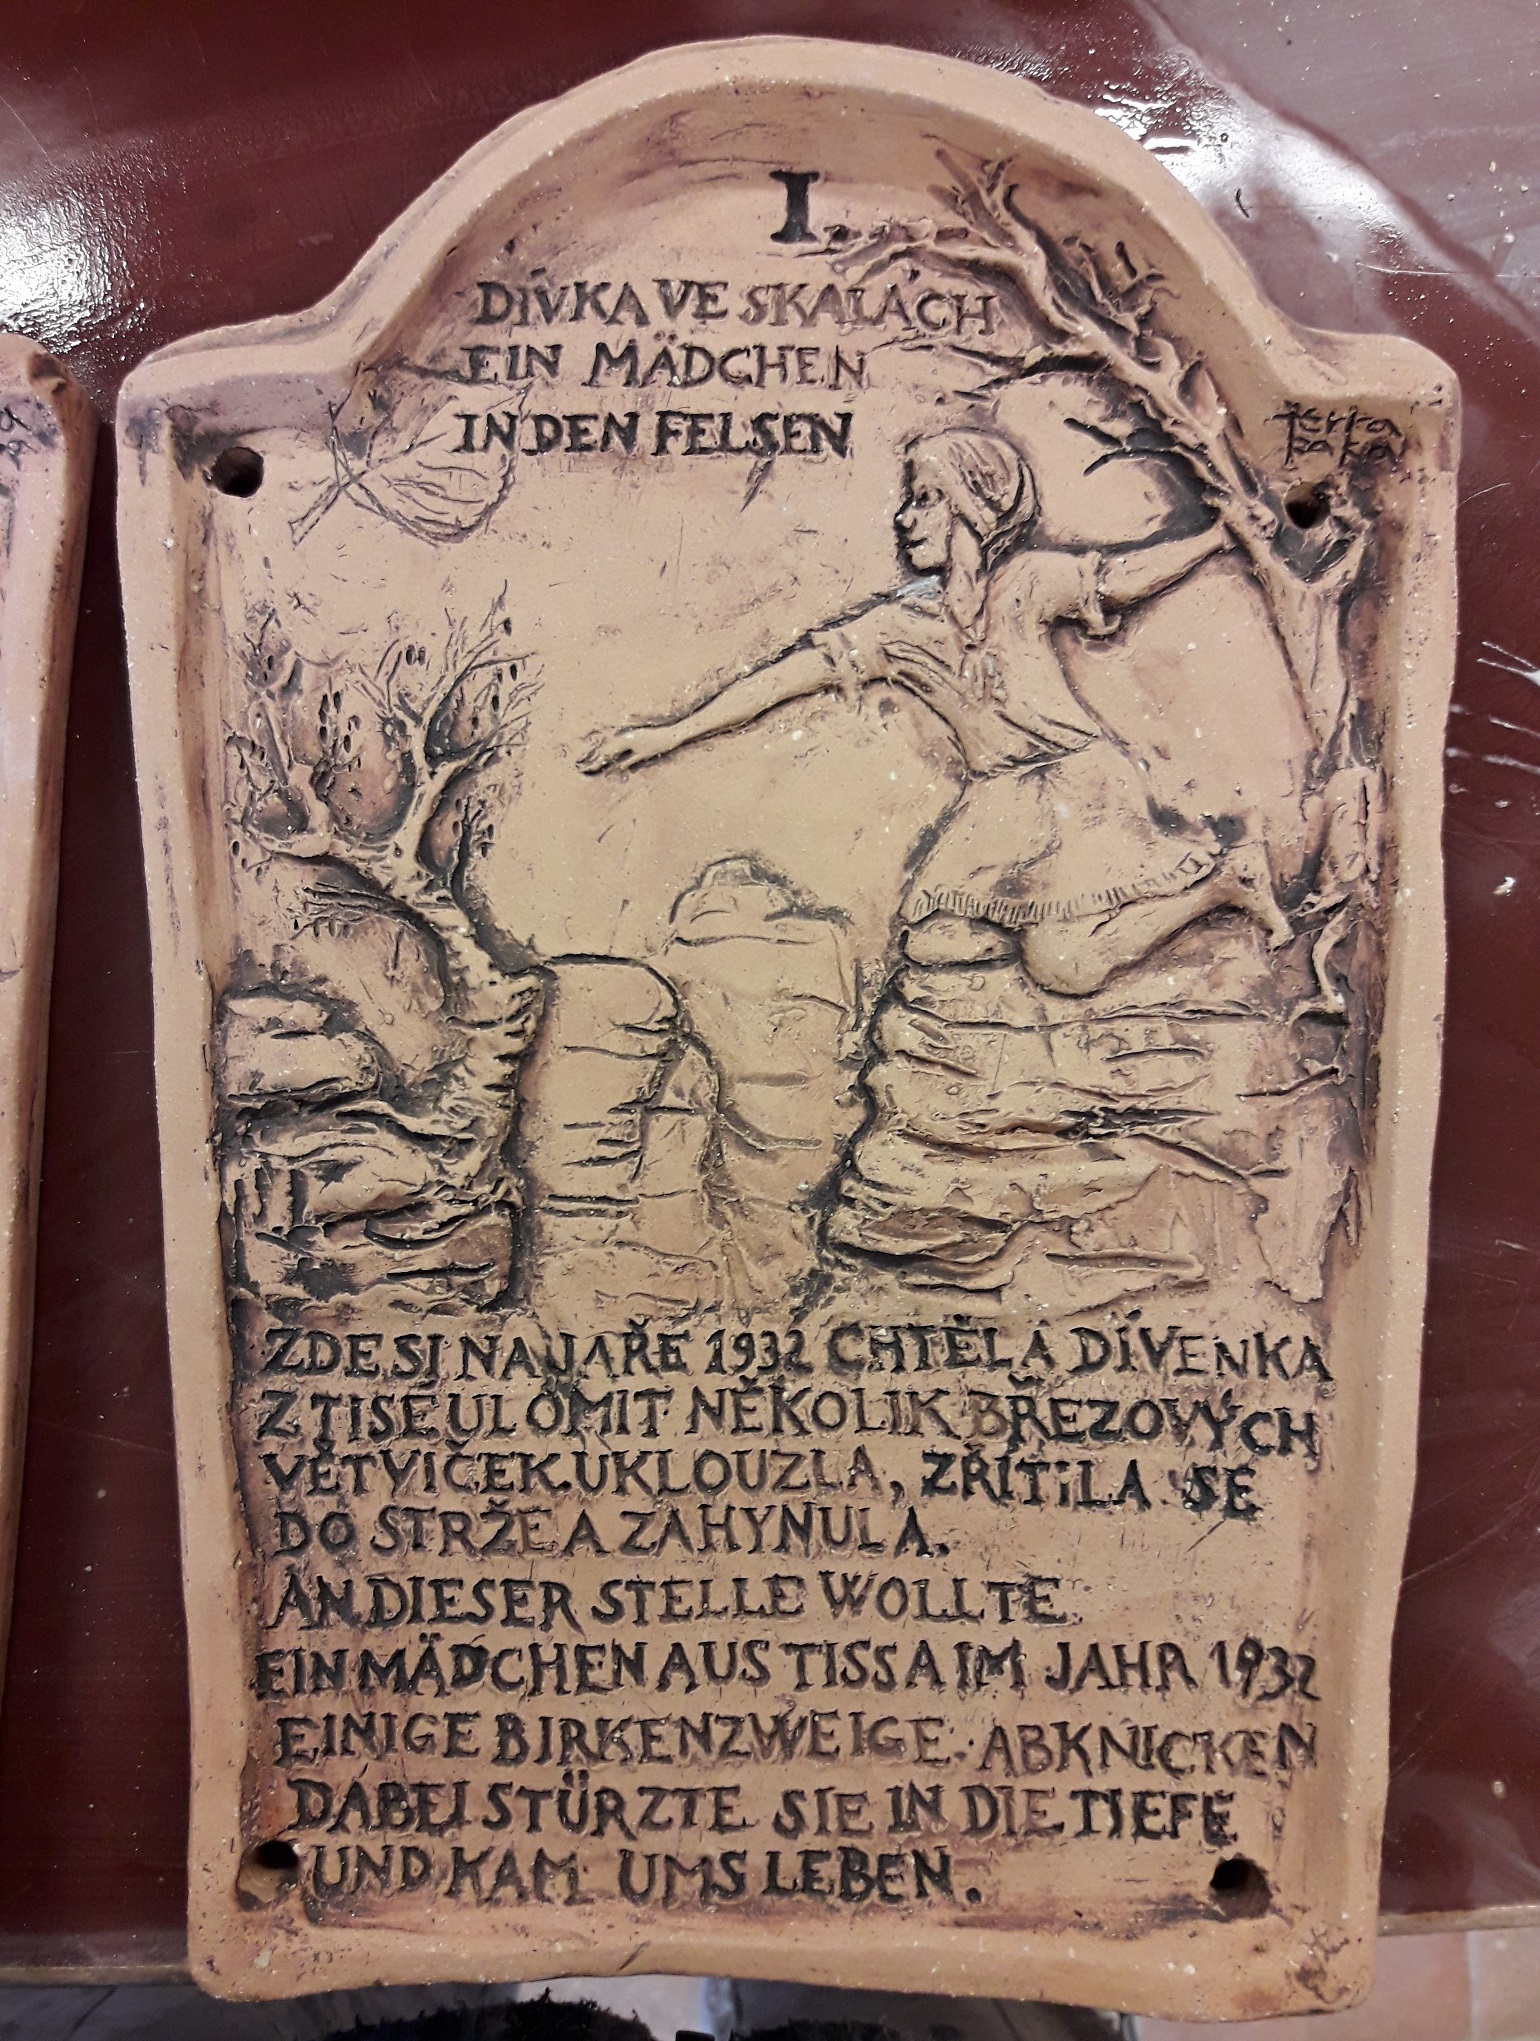 I.
DÍVKA VE SKALÁCH
EIN MÄDCHEN
IN DEN FELSEN
terra
ZDE SI NA JAŘE 1932 CHTĚLA DÍVENKA
Z TISÉ ULOMIT NĚKOLIK BŘEZOVÝCH
VĚTVIČEK. UKLOUZLA, ZŘÍTILA SE
DO STRŽE A ZAHYNULA.
AN DIESER STELLE WOLLTE
EIN MÄDCHEN AUS TISSA IM JAHR 1932
EINIGE BIRKENZWEIGE ABKNICKEN
DABEI STÜRZTE SIE IN DIE TIEFE
UND KAM UMS LEBEN.